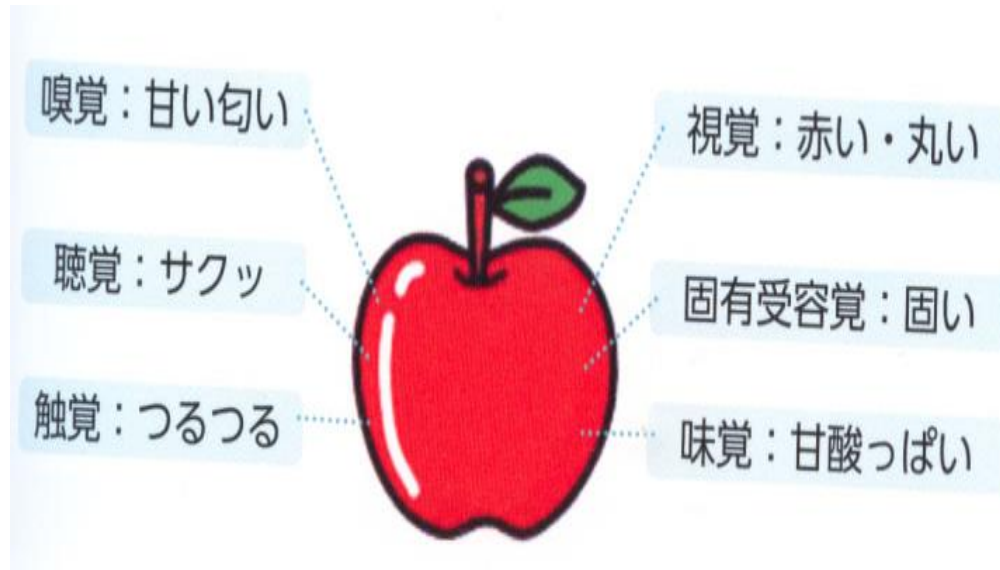 嗅覚：甘い匂い
聴覚：サクッ
触覚：つるつる
視覚：赤い・丸い
固有受容覚：固い
味覚：甘酸っぱい